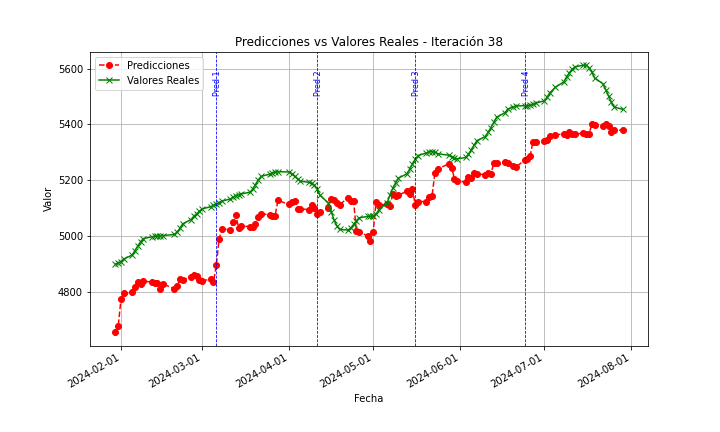 Predicciones vs Valores Reales - Iteración 38
Predicciones
Valores Reales
Pred 1
Pred 2
Pred 3
Pred 4
Valor
5600
5400
5200
5000
4800
2024-02-01
2024-03-01
2024-04-01
2024-05-01
2024-06-01
2024-07-01
2024-08-01
Fecha